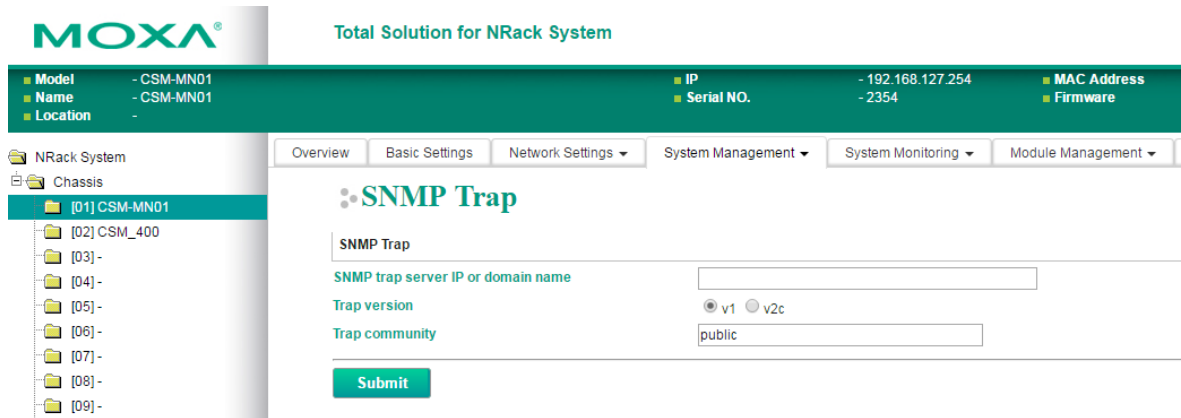 MOXA®
Total Solution for NRack System
Model - CSM-MN01 IP - 192.168.127.254 MAC Address
Name - CSM-MN01 Serial NO. - 2354 Firmware
Location -
NRack System
Chassis
[01] CSM-MN01
[02] CSM_400
[03] -
[04] -
[05] -
[06] -
[07] -
[08] -
[09] -
Overview Basic Settings Network Settings System Management System Monitoring Module Management
SNMP Trap
SNMP Trap
SNMP trap server IP or domain name
Trap version v1 v2c
Trap community public
Submit